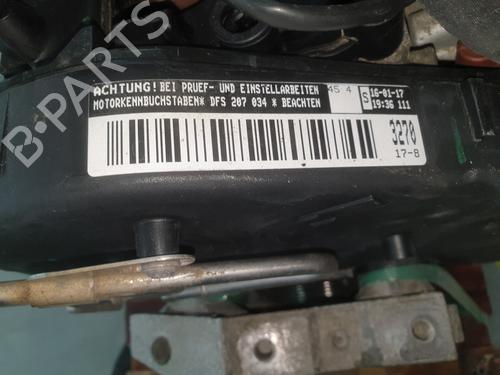 ACHTUNG! BEI PRUEF- UND EINSTELLARBEITEN 4S 4 S 16-01-17
MOTORKENNBUCHSTABEN* DFS 207 034 * BEACHTEN 19:36 111
3270
17-8
B-Parts